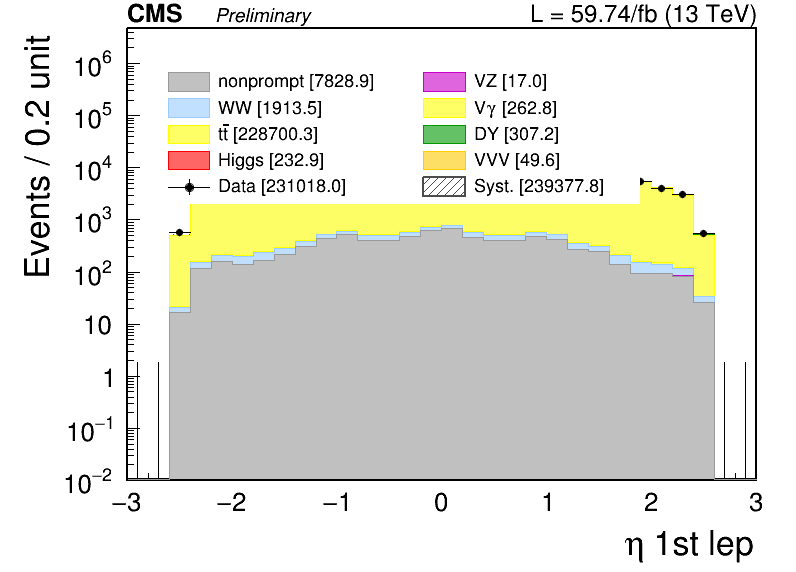 CMS Preliminary L = 59.74/fb (13 TeV)
Events / 0.2 unit
nonprompt [7828.9] VZ [17.0]
WW [1913.5] Vγ [262.8]
tt̄ [228700.3] DY [307.2]
Higgs [232.9] VVV [49.6]
Data [231018.0] Syst. [239377.8]
10⁶
10⁵
10⁴
10³
10²
10
1
10⁻¹
10⁻²
−3 −2 −1 0 1 2 3
η 1st lep